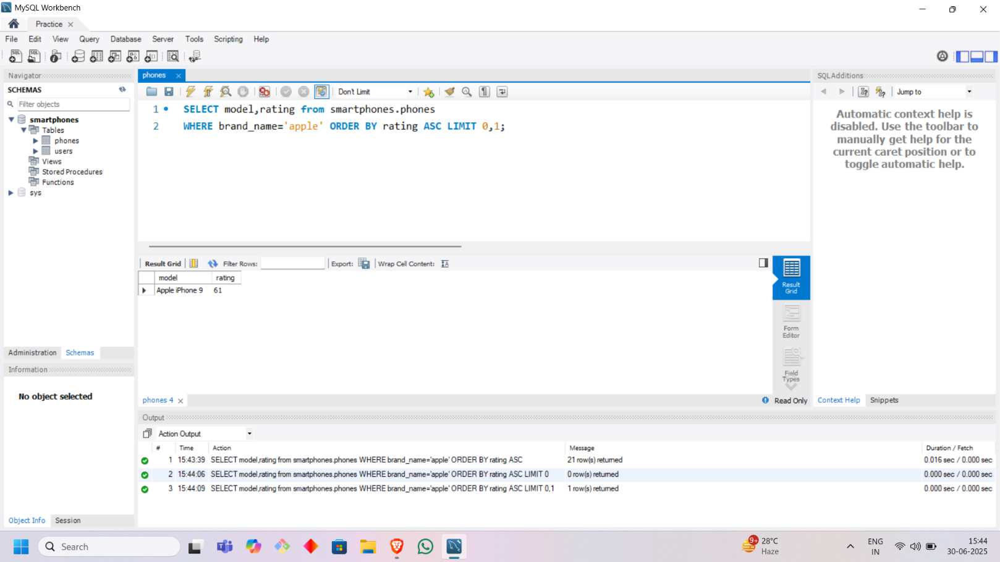 MySQL Workbench
Practice
File Edit View Query Database Server Tools Scripting Help
Navigator
SCHEMAS
Filter objects
smartphones
Tables
phones
users
Views
Stored Procedures
Functions
sys
Administration Schemas
Information
No object selected
Object Info Session
phones
Don't Limit
1 SELECT model,rating from smartphones.phones
2 WHERE brand_name='apple' ORDER BY rating ASC LIMIT 0,1;
Result Grid Filter Rows: Export: Wrap Cell Content:
model rating
Apple iPhone 9 61
Result Grid
Form Editor
Field Types
phones 4
Read Only
SQLAdditions
Jump to
Automatic context help is
disabled. Use the toolbar to
manually get help for the
current caret position or to
toggle automatic help.
Context Help Snippets
Output
Action Output
# Time Action Message Duration / Fetch
1 15:43:39 SELECT model,rating from smartphones.phones WHERE brand_name='apple' ORDER BY rating ASC 21 row(s) returned 0.016 sec / 0.000 sec
2 15:44:06 SELECT model,rating from smartphones.phones WHERE brand_name='apple' ORDER BY rating ASC LIMIT 0 0 row(s) returned 0.000 sec / 0.000 sec
3 15:44:09 SELECT model,rating from smartphones.phones WHERE brand_name='apple' ORDER BY rating ASC LIMIT 0,1 1 row(s) returned 0.000 sec / 0.000 sec
Search
9+
28°C
Haze
ENG
IN
15:44
30-06-2025